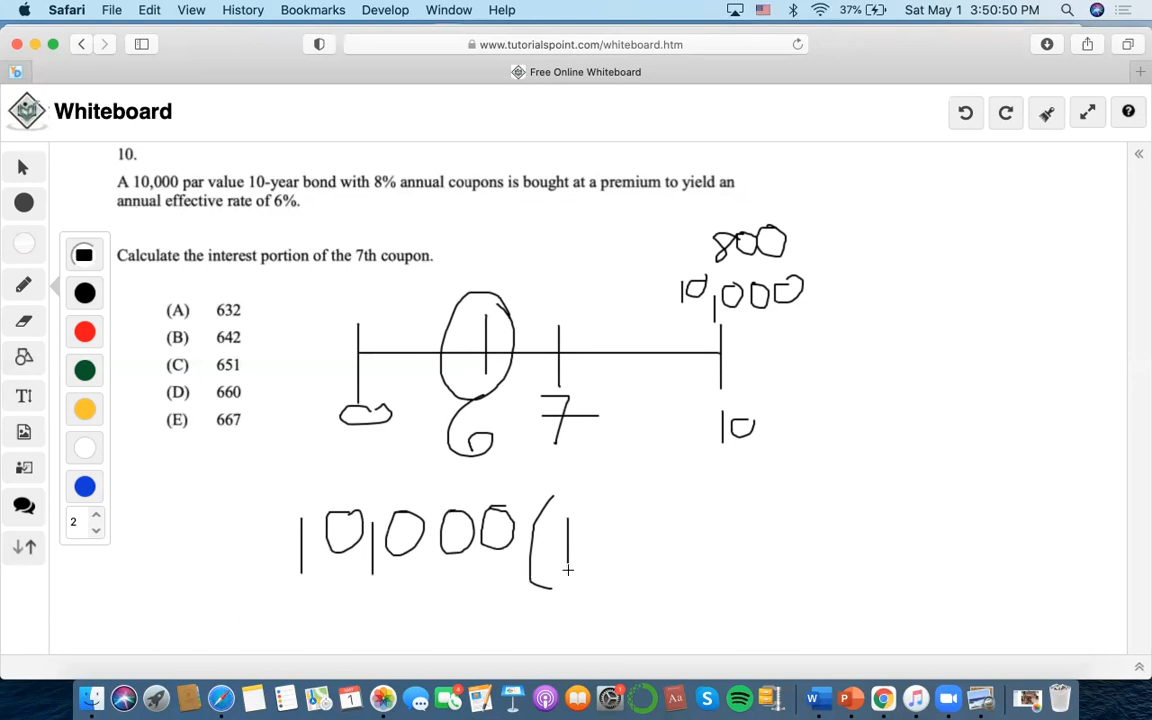 Safari File Edit View History Bookmarks Develop Window Help 37% Sat May 1 3:50:50 PM
www.tutorialspoint.com/whiteboard.htm
Free Online Whiteboard
Whiteboard
10.
A 10,000 par value 10-year bond with 8% annual coupons is bought at a premium to yield an
annual effective rate of 6%.
Calculate the interest portion of the 7th coupon.
(A) 632
(B) 642
(C) 651
(D) 660
(E) 667
800
10,000
0 6 7 10
10,000(1
Ti
2